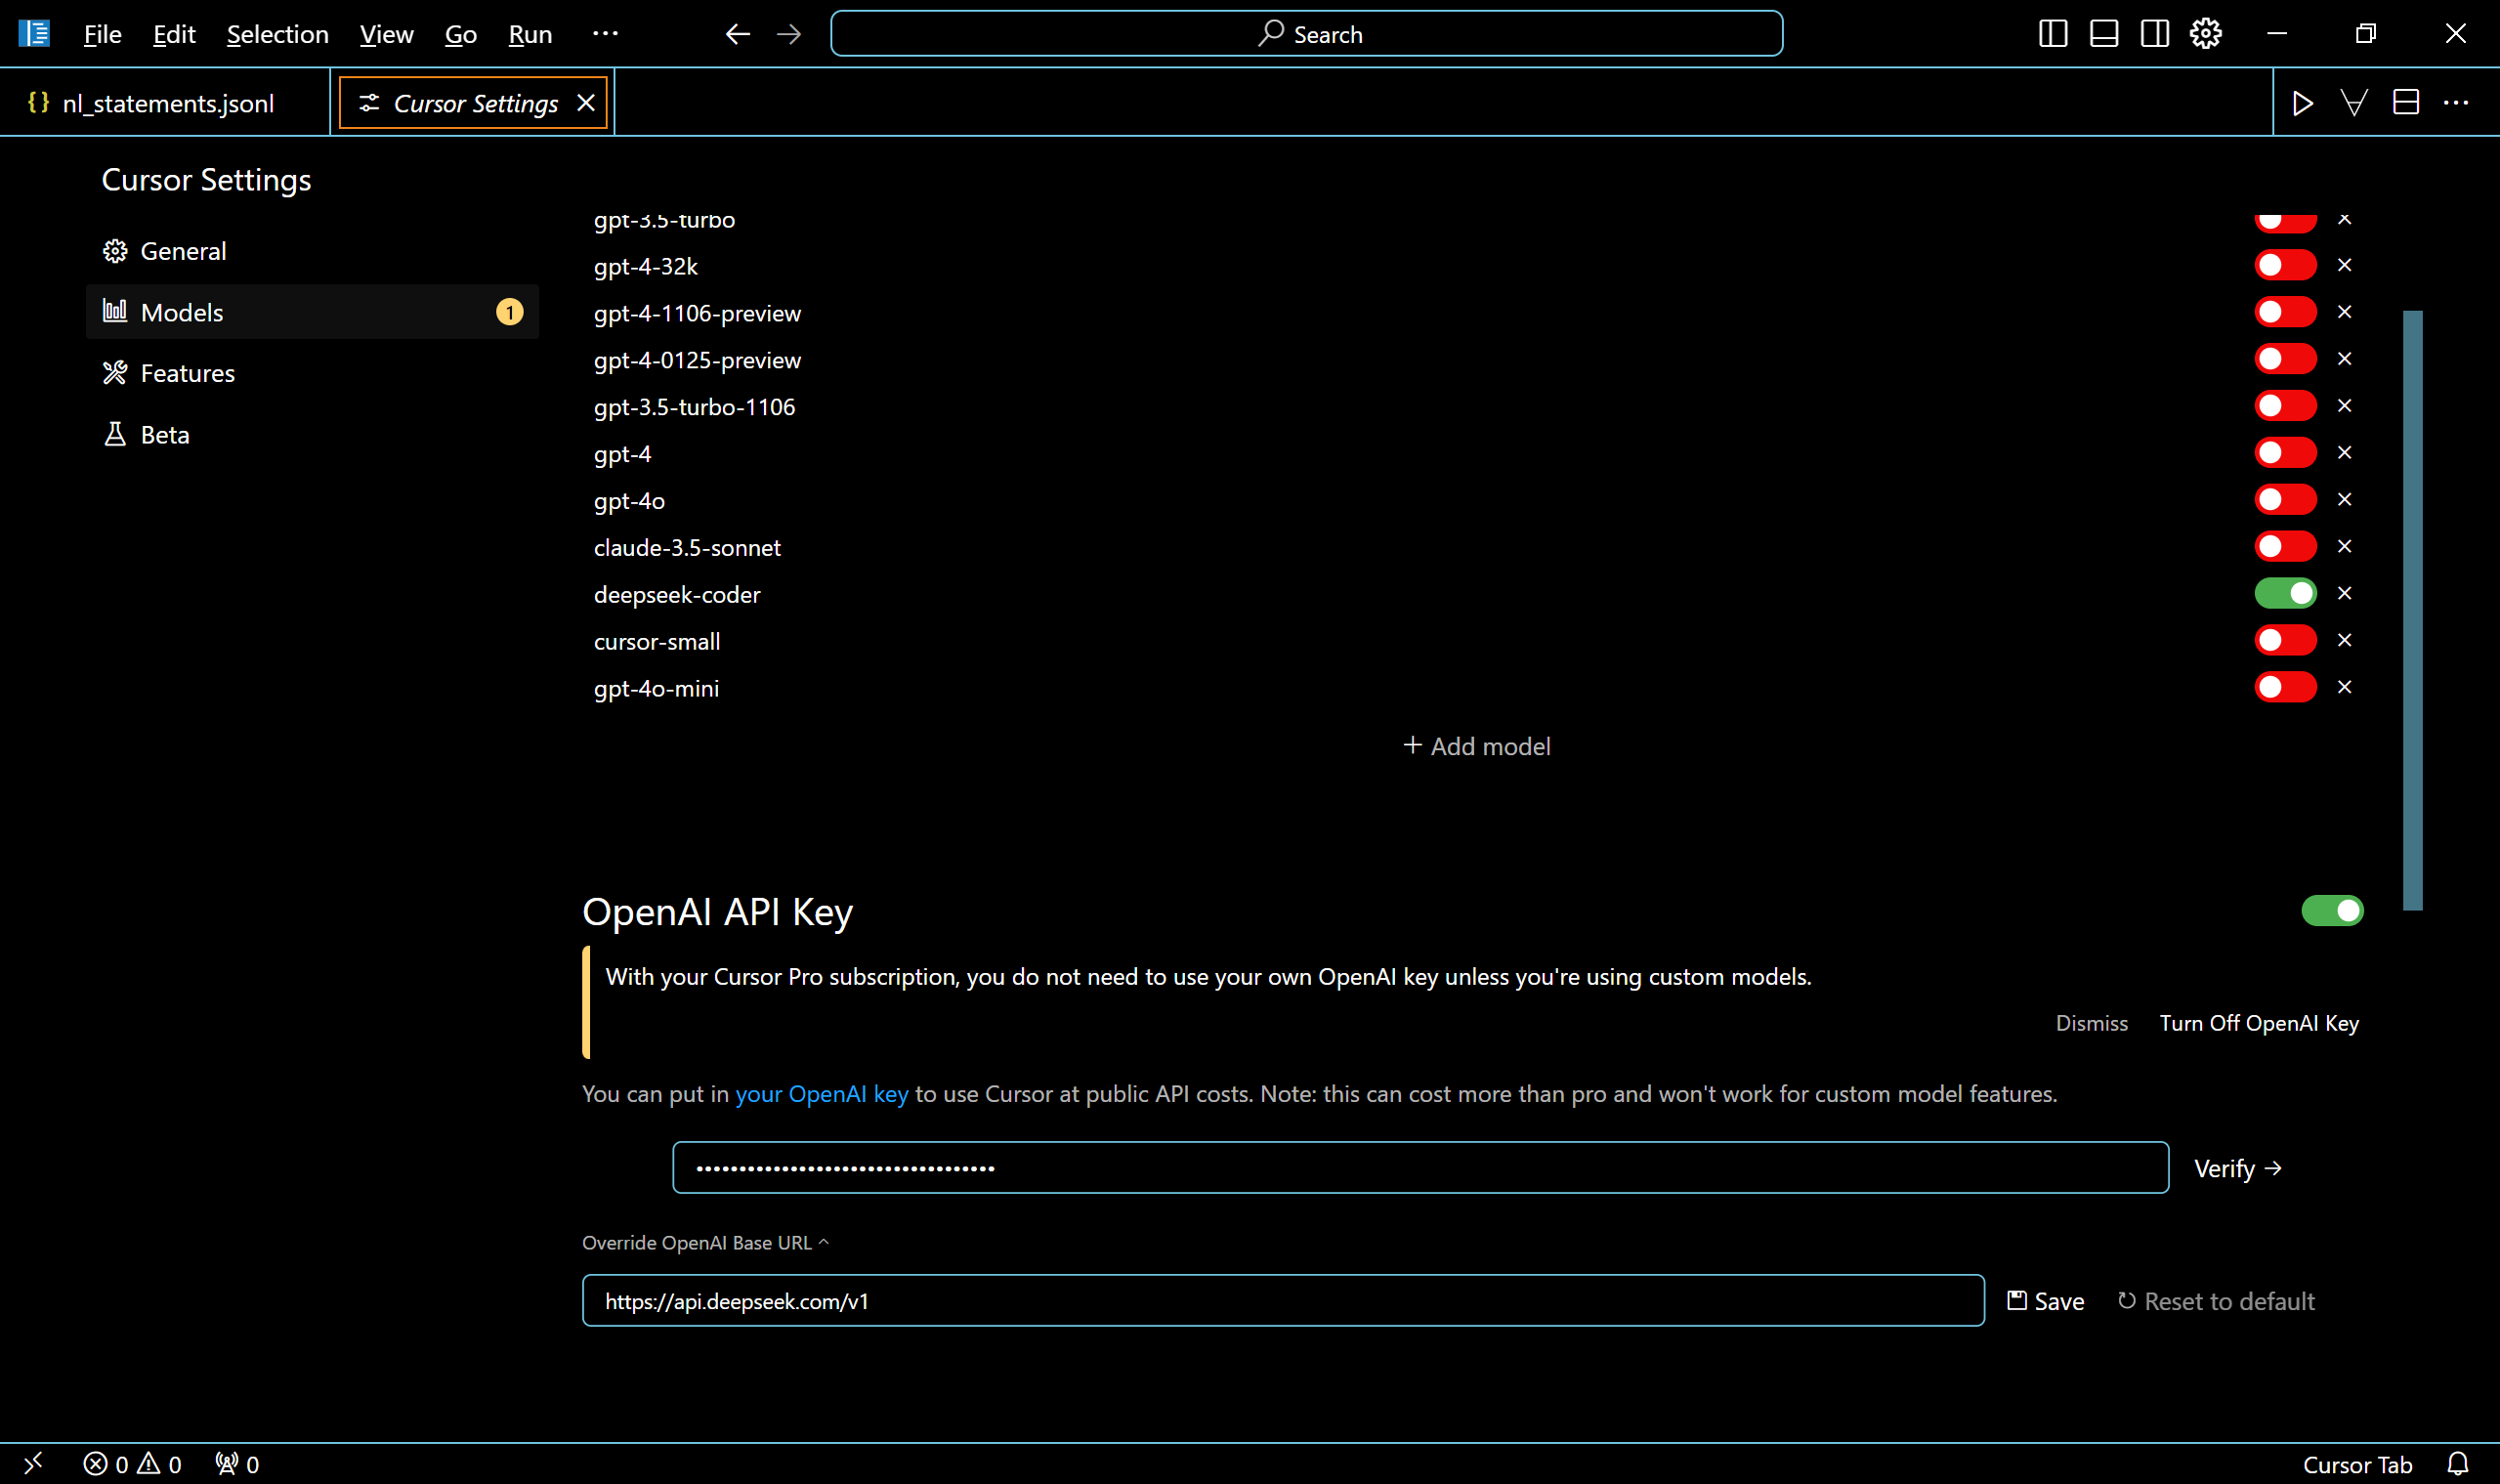 File Edit Selection View Go Run ··· Search
nl_statements.jsonl Cursor Settings
Cursor Settings
General
Models 1
Features
Beta
gpt-3.5-turbo
gpt-4-32k
gpt-4-1106-preview
gpt-4-0125-preview
gpt-3.5-turbo-1106
gpt-4
gpt-4o
claude-3.5-sonnet
deepseek-coder
cursor-small
gpt-4o-mini
+ Add model
OpenAI API Key
With your Cursor Pro subscription, you do not need to use your own OpenAI key unless you're using custom models.
Dismiss Turn Off OpenAI Key
You can put in your OpenAI key to use Cursor at public API costs. Note: this can cost more than pro and won't work for custom model features.
••••••••••••••••••••••••••••••••••• Verify →
Override OpenAI Base URL ^
https://api.deepseek.com/v1 Save Reset to default
0 0 0 Cursor Tab